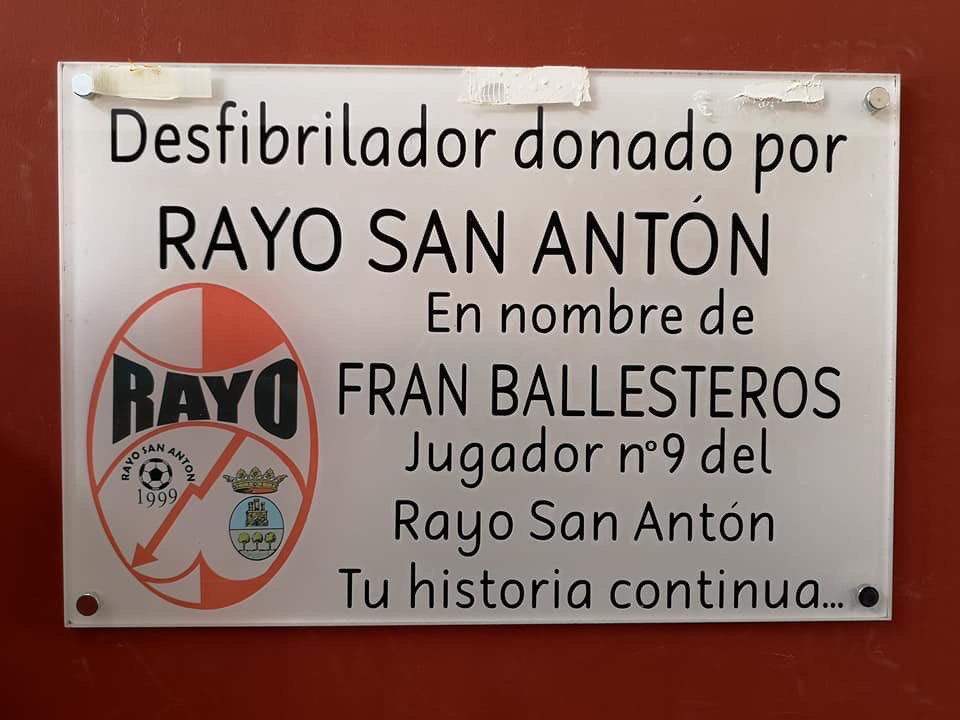 Desfibrilador donado por
RAYO SAN ANTÓN
En nombre de
FRAN BALLESTEROS
Jugador nº9 del
Rayo San Antón
Tu historia continua...
RAYO
RAYO SAN ANTON
1999